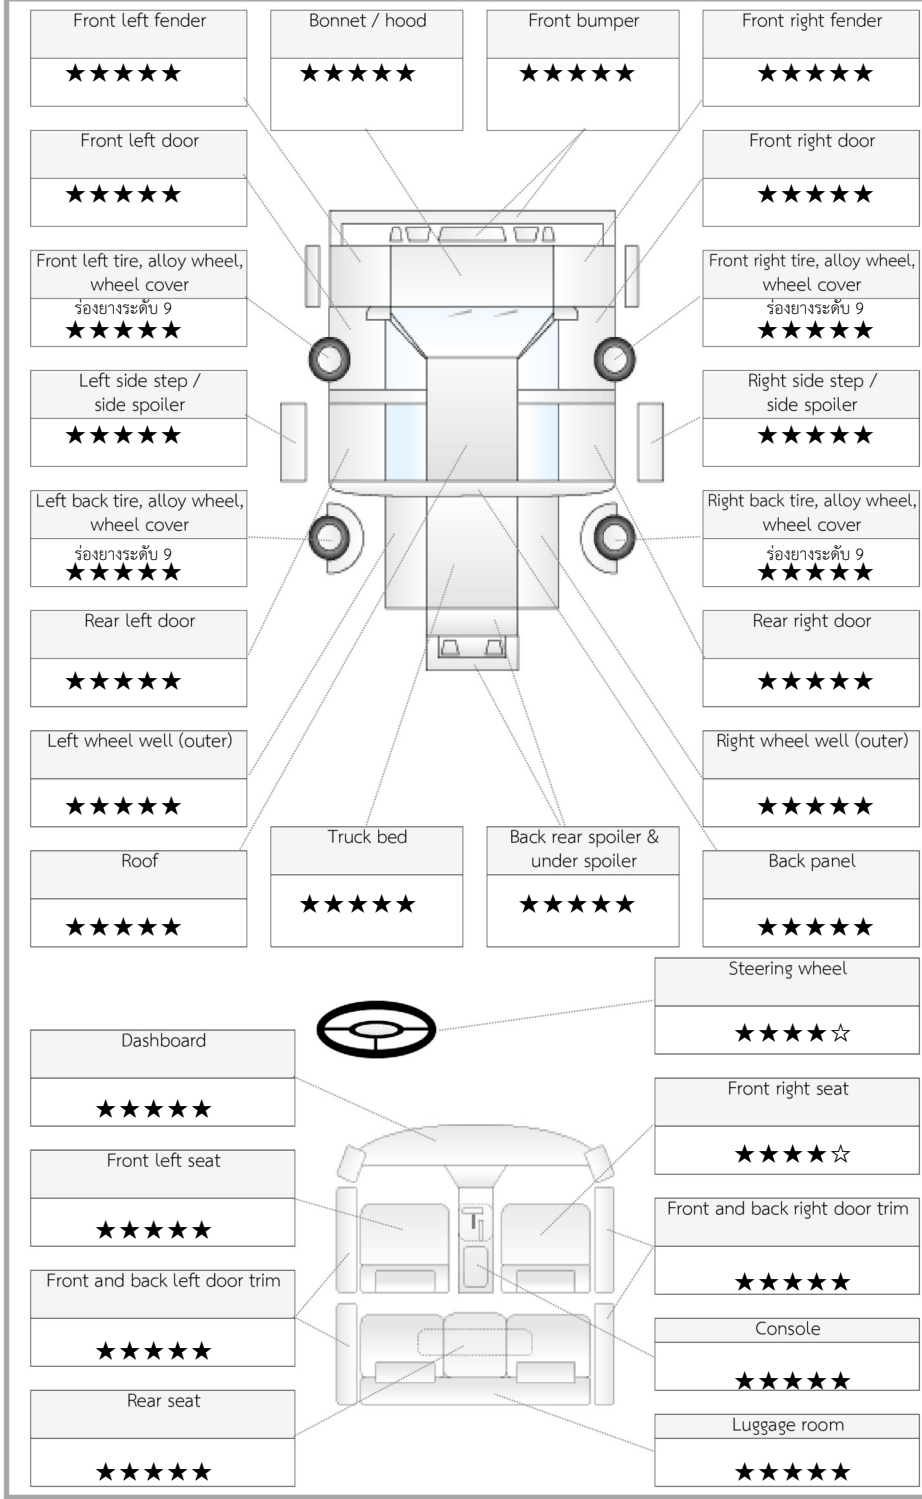 Front left fender
★★★★★
Bonnet / hood
★★★★★
Front bumper
★★★★★
Front right fender
★★★★★
Front left door
★★★★★
Front right door
★★★★★
Front left tire, alloy wheel,
wheel cover
ร่องยางระดับ 9
★★★★★
Front right tire, alloy wheel,
wheel cover
ร่องยางระดับ 9
★★★★★
Left side step /
side spoiler
★★★★★
Right side step /
side spoiler
★★★★★
Left back tire, alloy wheel,
wheel cover
ร่องยางระดับ 9
★★★★★
Right back tire, alloy wheel,
wheel cover
ร่องยางระดับ 9
★★★★★
Rear left door
★★★★★
Rear right door
★★★★★
Left wheel well (outer)
★★★★★
Right wheel well (outer)
★★★★★
Roof
★★★★★
Truck bed
★★★★★
Back rear spoiler &
under spoiler
★★★★★
Back panel
★★★★★
Steering wheel
★★★★☆
Dashboard
★★★★★
Front right seat
★★★★☆
Front left seat
★★★★★
Front and back right door trim
★★★★★
Front and back left door trim
★★★★★
Console
★★★★★
Rear seat
★★★★★
Luggage room
★★★★★